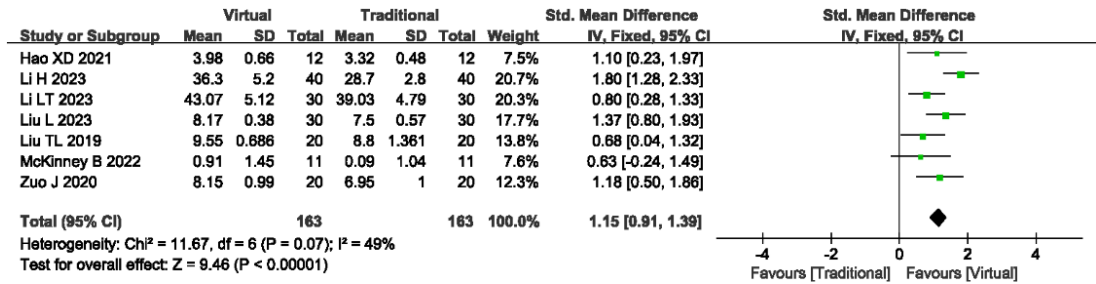 Virtual Traditional Std. Mean Difference Std. Mean Difference
Study or Subgroup Mean SD Total Mean SD Total Weight IV, Fixed, 95% CI IV, Fixed, 95% CI
Hao XD 2021 3.98 0.66 12 3.32 0.48 12 7.5% 1.10 [0.23, 1.97]
Li H 2023 36.3 5.2 40 28.7 2.8 40 20.7% 1.80 [1.28, 2.33]
Li LT 2023 43.07 5.12 30 39.03 4.79 30 20.3% 0.80 [0.28, 1.33]
Liu L 2023 8.17 0.38 30 7.5 0.57 30 17.7% 1.37 [0.80, 1.93]
Liu TL 2019 9.55 0.686 20 8.8 1.361 20 13.8% 0.68 [0.04, 1.32]
McKinney B 2022 0.91 1.45 11 0.09 1.04 11 7.6% 0.63 [-0.24, 1.49]
Zuo J 2020 8.15 0.99 20 6.95 1 20 12.3% 1.18 [0.50, 1.86]
Total (95% CI) 163 163 100.0% 1.15 [0.91, 1.39]
Heterogeneity: Chi² = 11.67, df = 6 (P = 0.07); I² = 49%
Test for overall effect: Z = 9.46 (P < 0.00001)
-4 -2 0 2 4
Favours [Traditional] Favours [Virtual]